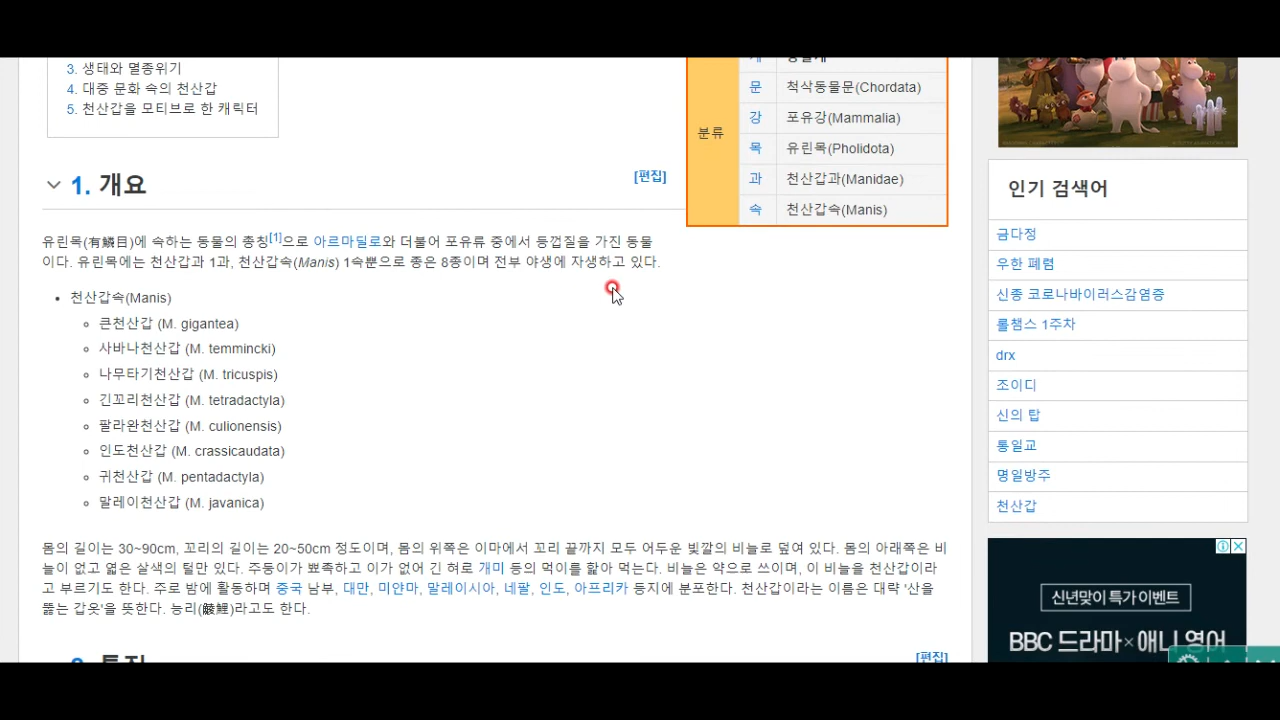 3. 생태와 멸종위기
4. 대중 문화 속의 천산갑
5. 천산갑을 모티브로 한 캐릭터
분류
문 척삭동물문(Chordata)
강 포유강(Mammalia)
목 유린목(Pholidota)
과 천산갑과(Manidae)
속 천산갑속(Manis)
1. 개요
[편집]
유린목(有鱗目)에 속하는 동물의 총칭[1]으로 아르마딜로와 더불어 포유류 중에서 등껍질을 가진 동물
이다. 유린목에는 천산갑과 1과, 천산갑속(Manis) 1속뿐으로 종은 8종이며 전부 야생에 자생하고 있다.
천산갑속(Manis)
큰천산갑 (M. gigantea)
사바나천산갑 (M. temmincki)
나무타기천산갑 (M. tricuspis)
긴꼬리천산갑 (M. tetradactyla)
팔라완천산갑 (M. culionensis)
인도천산갑 (M. crassicaudata)
귀천산갑 (M. pentadactyla)
말레이천산갑 (M. javanica)
몸의 길이는 30~90cm, 꼬리의 길이는 20~50cm 정도이며, 몸의 위쪽은 이마에서 꼬리 끝까지 모두 어두운 빛깔의 비늘로 덮여 있다. 몸의 아래쪽은 비
늘이 없고 엷은 살색의 털만 있다. 주둥이가 뾰족하고 이가 없어 긴 혀로 개미 등의 먹이를 핥아 먹는다. 비늘은 약으로 쓰이며, 이 비늘을 천산갑이라
고 부르기도 한다. 주로 밤에 활동하며 중국 남부, 대만, 미얀마, 말레이시아, 네팔, 인도, 아프리카 등지에 분포한다. 천산갑이라는 이름은 대략 '산을
뚫는 갑옷'을 뜻한다. 능리(鯪鯉)라고도 한다.
[편집]
인기 검색어
금다정
우한 폐렴
신종 코로나바이러스감염증
롤챔스 1주차
drx
조이디
신의 탑
통일교
명일방주
천산갑
신년맞이 특가 이벤트
BBC 드라마×애니 영어